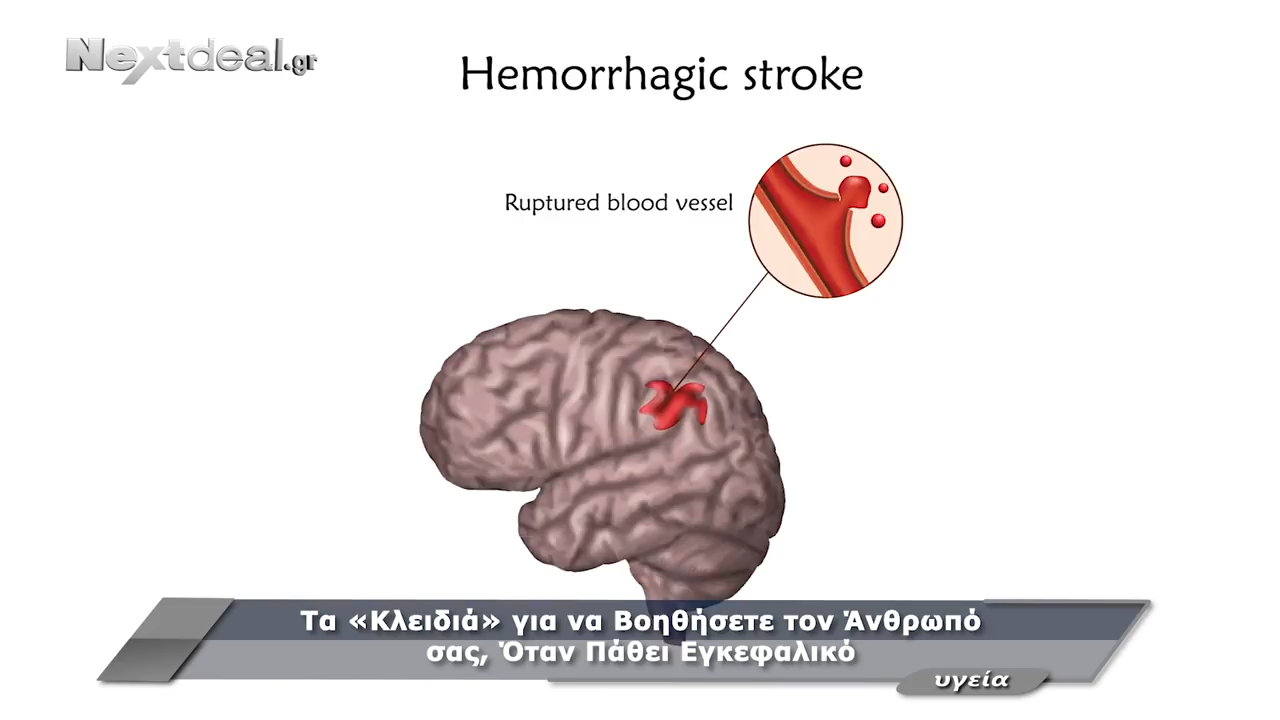 Nextdeal.gr
Hemorrhagic stroke
Ruptured blood vessel
Τα «Κλειδιά» για να Βοηθήσετε τον Άνθρωπό
σας, Όταν Πάθει Εγκεφαλικό
υγεία